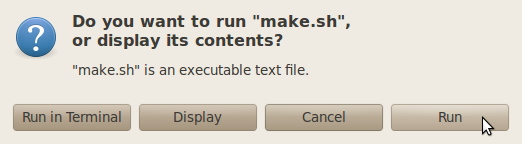 Do you want to run "make.sh",
or display its contents?
"make.sh" is an executable text file.
Run in Terminal
Display
Cancel
Run